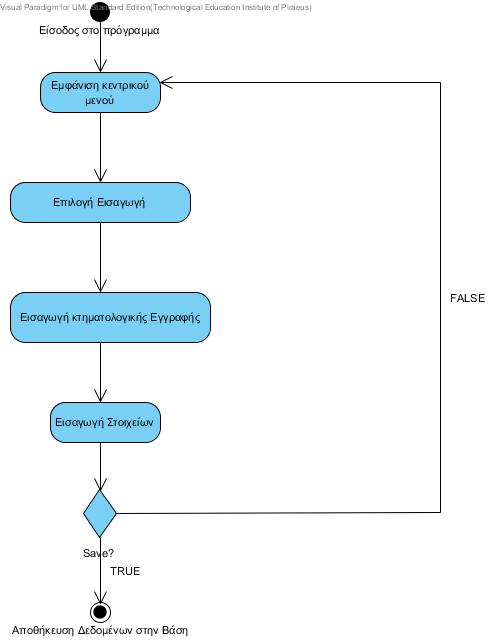 Visual Paradigm for UML Standard Edition(Technological Education Institute of Piraeus)
Είσοδος στο πρόγραμμα
Εμφάνιση κεντρικού
μενού
Επιλογή Εισαγωγή
FALSE
Εισαγωγή κτηματολογικής Εγγραφής
Εισαγωγή Στοιχείων
Save?
TRUE
Αποθήκευση Δεδομένων στην Βάση